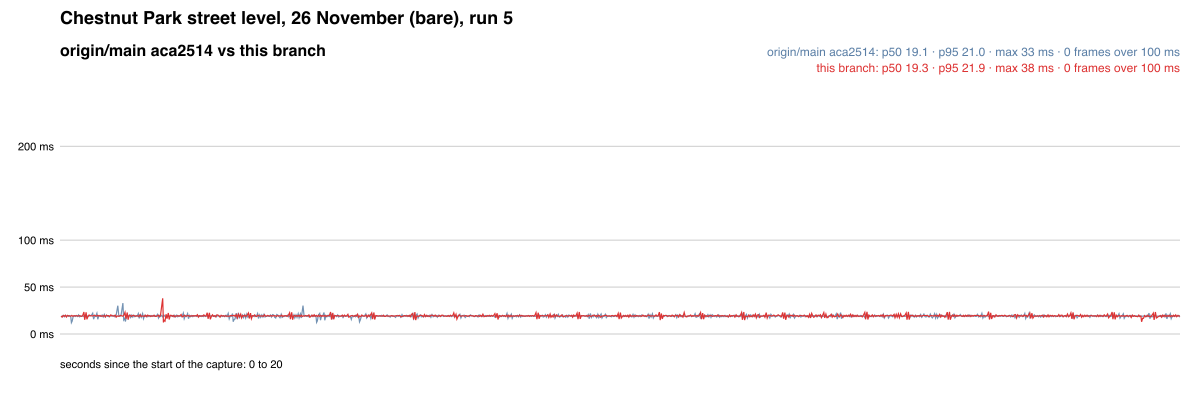 Chestnut Park street level, 26 November (bare), run 5
origin/main aca2514 vs this branch
origin/main aca2514: p50 19.1 · p95 21.0 · max 33 ms · 0 frames over 100 ms
this branch: p50 19.3 · p95 21.9 · max 38 ms · 0 frames over 100 ms
200 ms
100 ms
50 ms
0 ms
seconds since the start of the capture: 0 to 20